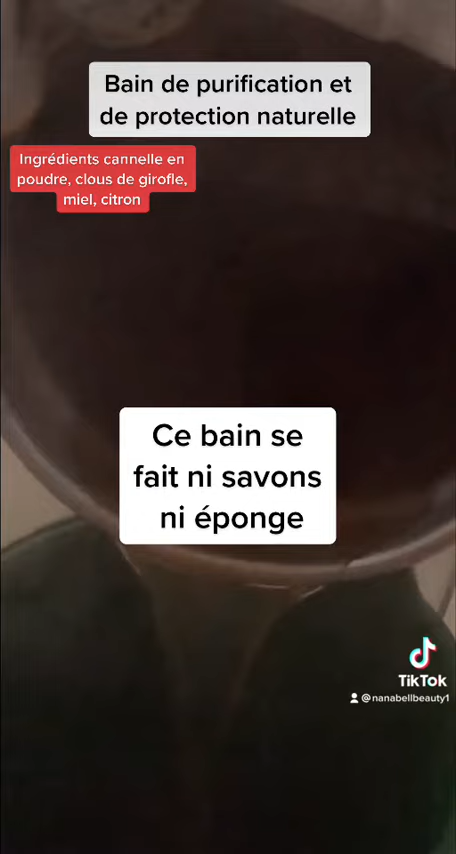 Bain de purification et
de protection naturelle
Ingrédients cannelle en
poudre, clous de girofle,
miel, citron
Ce bain se
fait ni savons
ni éponge
TikTok
@nanabellbeauty1